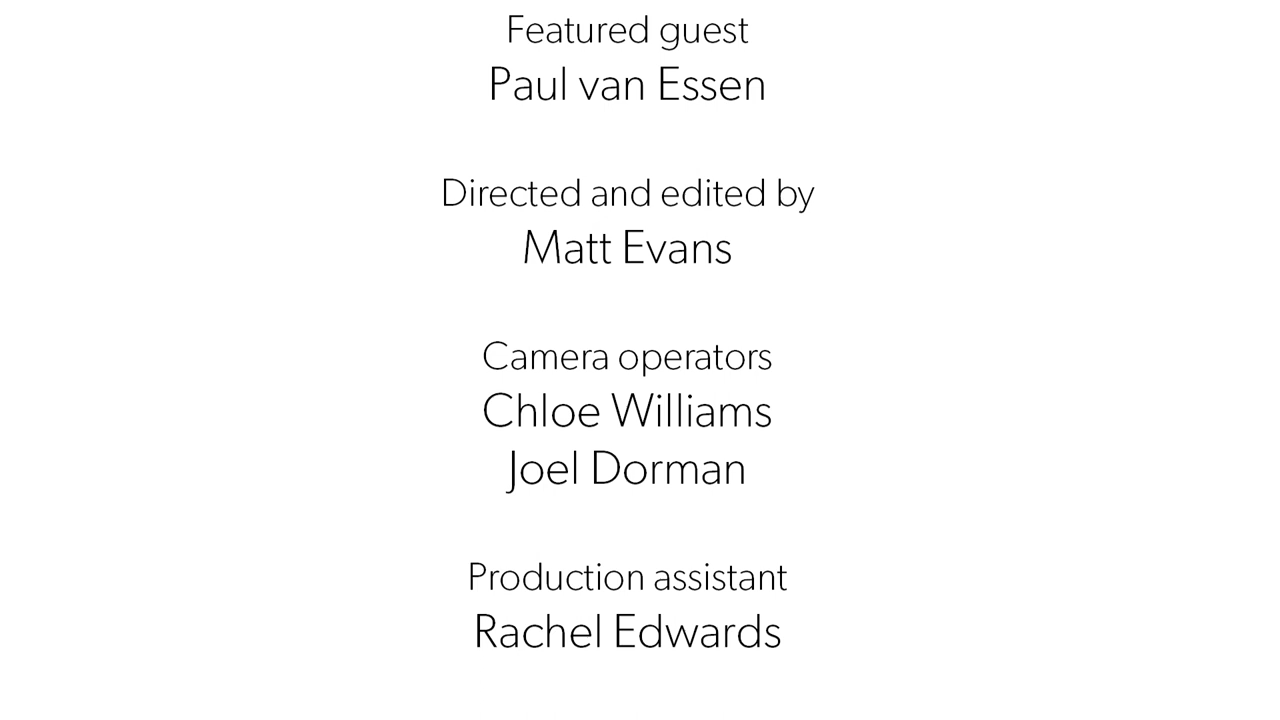 Featured guest
Paul van Essen
Directed and edited by
Matt Evans
Camera operators
Chloe Williams
Joel Dorman
Production assistant
Rachel Edwards